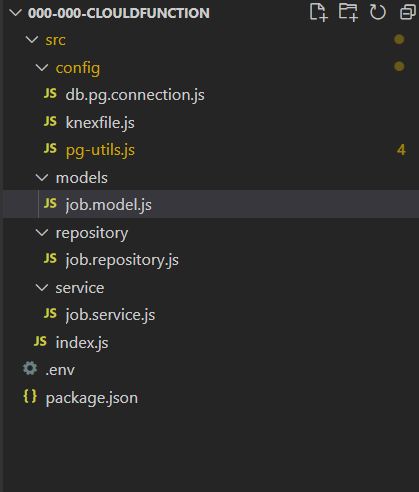 000-000-CLOULDFUNCTION
src
config
JS db.pg.connection.js
JS knexfile.js
JS pg-utils.js 4
models
JS job.model.js
repository
JS job.repository.js
service
JS job.service.js
JS index.js
.env
{} package.json